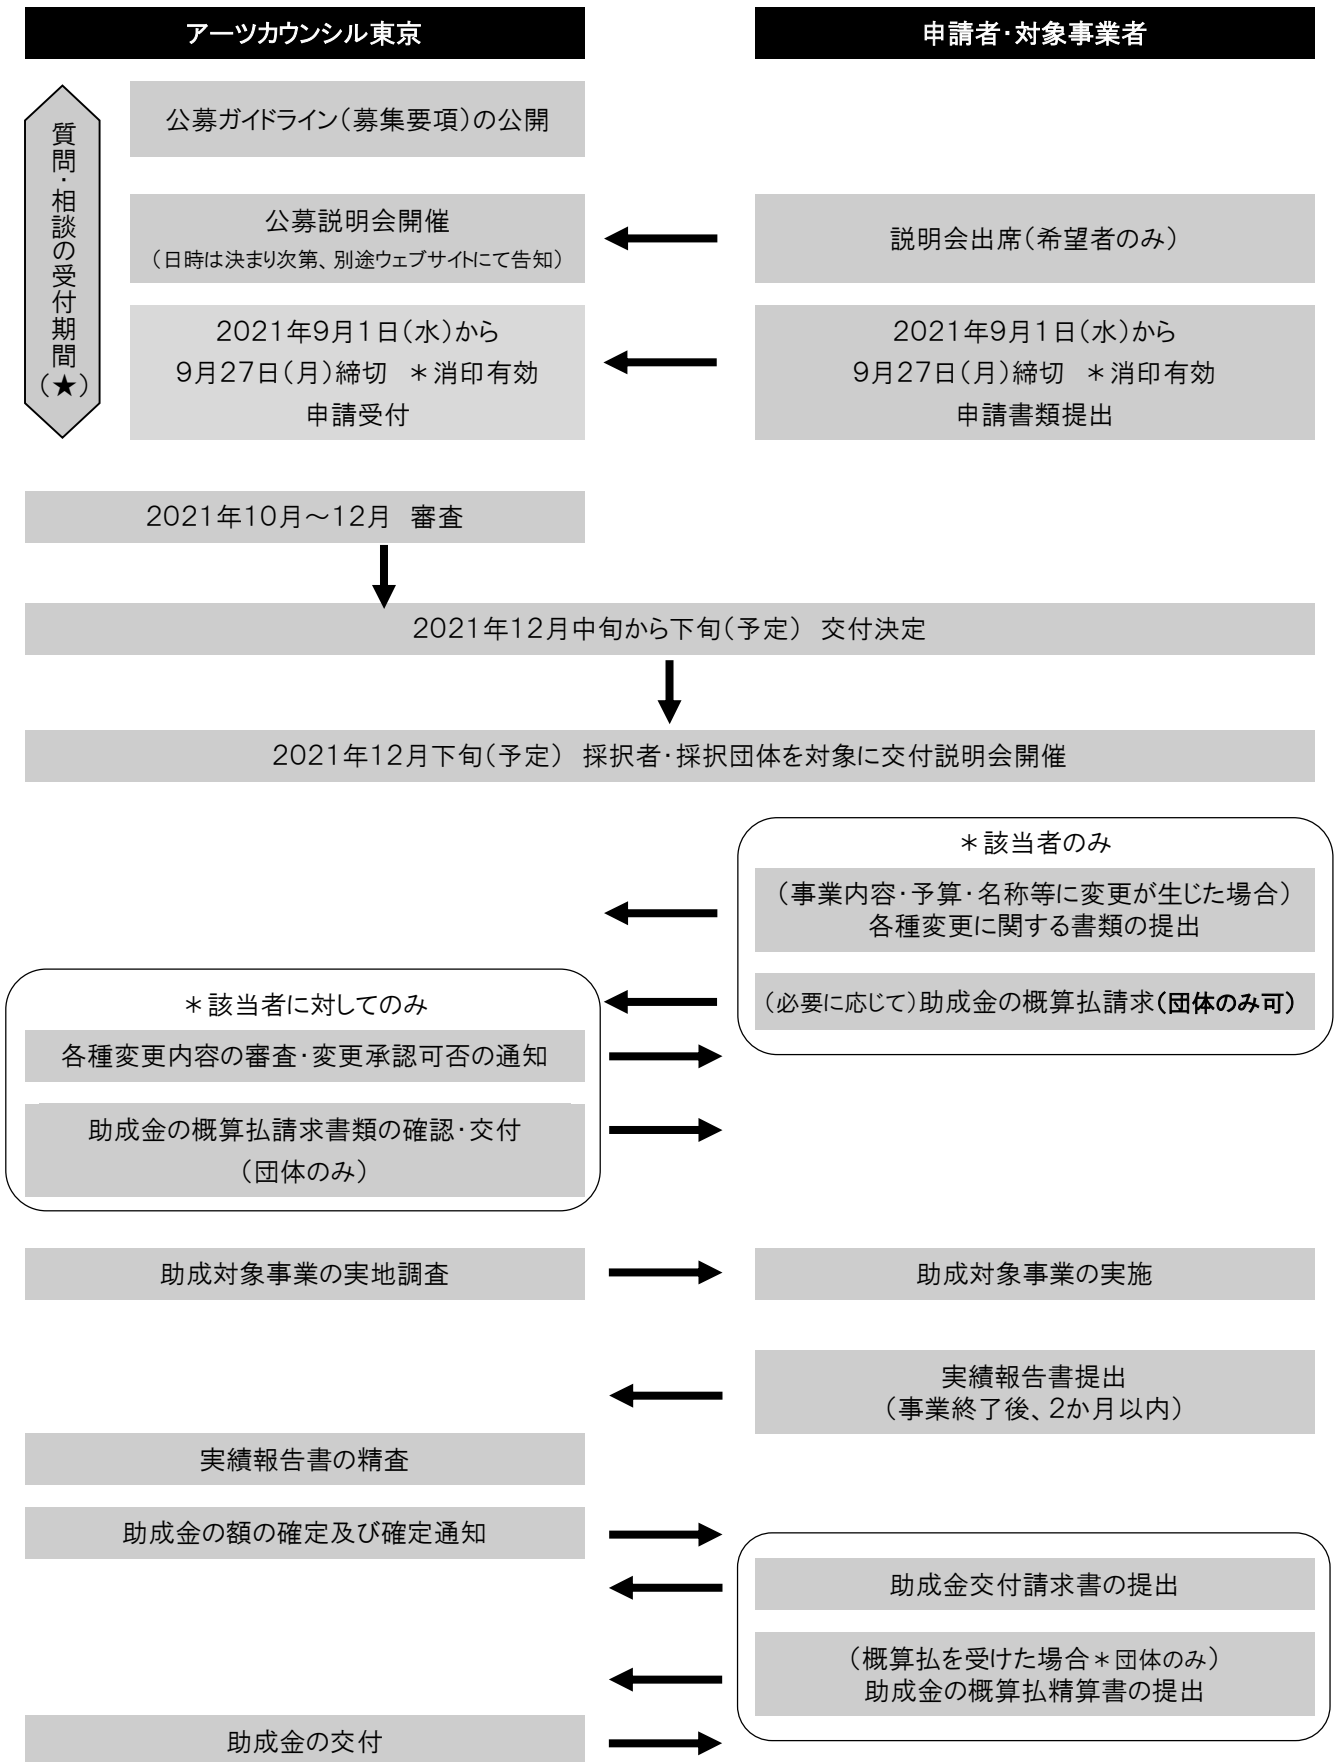 アーツカウンシル東京
申請者・対象事業者
質問・相談の受付期間(★)
公募ガイドライン(募集要項)の公開
公募説明会開催
(日時は決まり次第、別途ウェブサイトにて告知)
説明会出席(希望者のみ)
2021年9月1日(水)から
9月27日(月)締切 *消印有効
申請受付
2021年9月1日(水)から
9月27日(月)締切 *消印有効
申請書類提出
2021年10月~12月 審査
2021年12月中旬から下旬(予定) 交付決定
2021年12月下旬(予定) 採択者・採択団体を対象に交付説明会開催
*該当者のみ
(事業内容・予算・名称等に変更が生じた場合)
各種変更に関する書類の提出
(必要に応じて)助成金の概算払請求(団体のみ可)
*該当者に対してのみ
各種変更内容の審査・変更承認可否の通知
助成金の概算払請求書類の確認・交付
(団体のみ)
助成対象事業の実地調査
助成対象事業の実施
実績報告書提出
(事業終了後、2か月以内)
実績報告書の精査
助成金の額の確定及び確定通知
助成金交付請求書の提出
(概算払を受けた場合*団体のみ)
助成金の概算払精算書の提出
助成金の交付